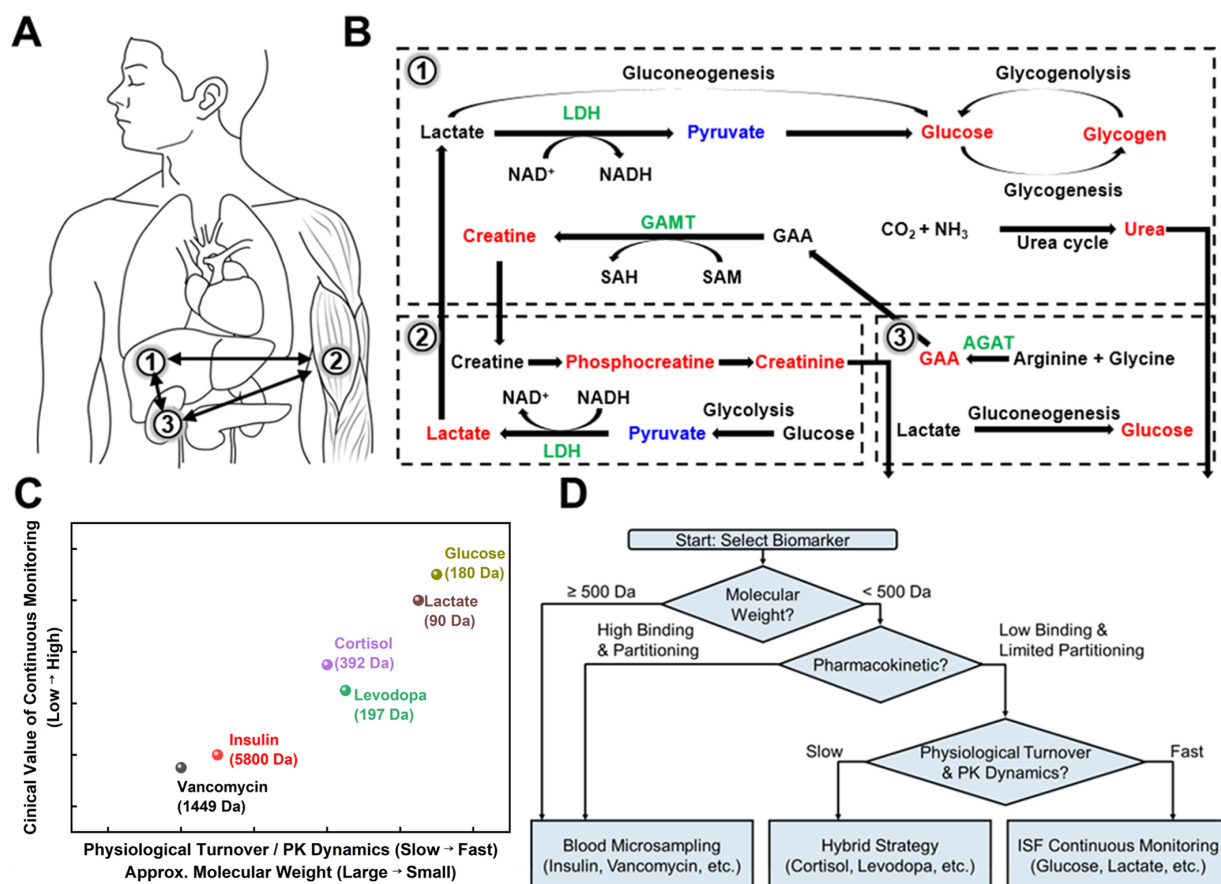 A
1
2
3
B
1
Gluconeogenesis
Glycogenolysis
LDH
Lactate
Pyruvate
Glucose
Glycogen
NAD⁺
NADH
Glycogenesis
GAMT
Creatine
GAA
CO₂ + NH₃
Urea cycle
Urea
SAH
SAM
2
Creatine
Phosphocreatine
Creatinine
NAD⁺
NADH
Glycolysis
Lactate
Pyruvate
Glucose
LDH
3
AGAT
GAA
Arginine + Glycine
Gluconeogenesis
Lactate
Glucose
C
Cinical Value of Continuous Monitoring
(Low → High)
Glucose
(180 Da)
Lactate
(90 Da)
Cortisol
(392 Da)
Levodopa
(197 Da)
Insulin
(5800 Da)
Vancomycin
(1449 Da)
Physiological Turnover / PK Dynamics (Slow → Fast)
Approx. Molecular Weight (Large → Small)
D
Start: Select Biomarker
≥ 500 Da
Molecular
Weight?
< 500 Da
High Binding
& Partitioning
Pharmacokinetic?
Low Binding &
Limited Partitioning
Slow
Physiological Turnover
& PK Dynamics?
Fast
Blood Microsampling
(Insulin, Vancomycin, etc.)
Hybrid Strategy
(Cortisol, Levodopa, etc.)
ISF Continuous Monitoring
(Glucose, Lactate, etc.)